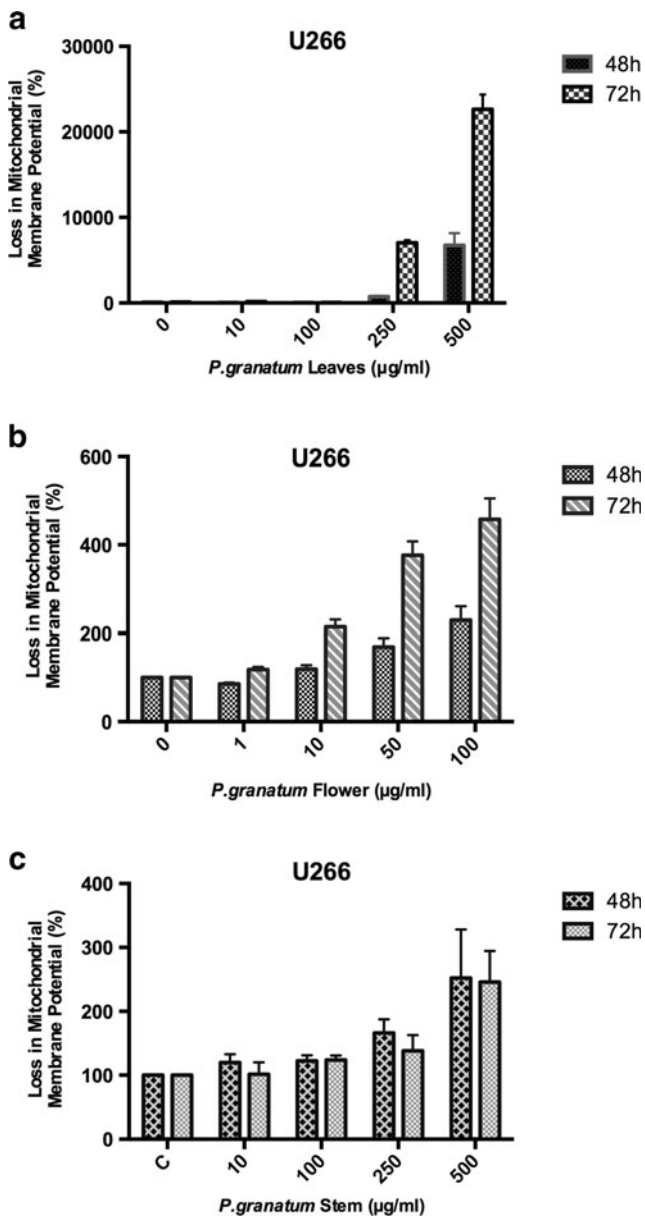 a
U266
48h
72h
Loss in Mitochondrial
Membrane Potential (%)
30000
20000
10000
0
0 10 100 250 500
P.granatum Leaves (µg/ml)
b
U266
48h
72h
Loss in Mitochondrial
Membrane Potential (%)
600
400
200
0
0 1 10 50 100
P.granatum Flower (µg/ml)
c
U266
48h
72h
Loss in Mitochondrial
Membrane Potential (%)
400
300
200
100
0
C 10 100 250 500
P.granatum Stem (µg/ml)